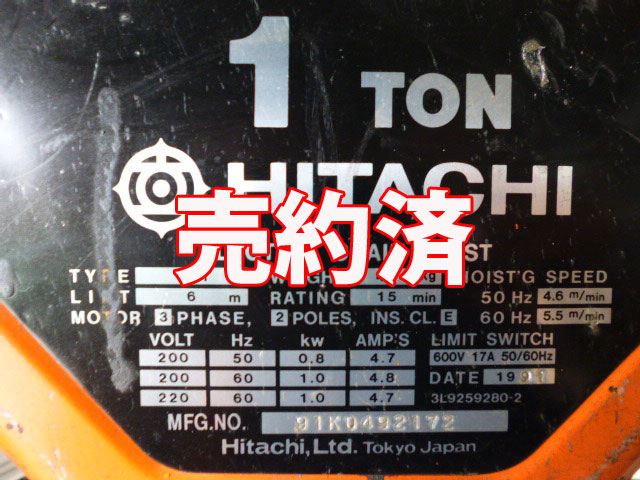 1 TON
HITACHI
売約済
TYPE kg HOIST'G SPEED
LIFT 6 m RATING 15 min 50 Hz 4.6 m/min
MOTOR 3 PHASE, 2 POLES, INS. CL. E 60 Hz 5.5 m/min
VOLT Hz kw AMP'S LIMIT SWITCH
200 50 0.8 4.7 600V 17A 50/60Hz
200 60 1.0 4.8 DATE 1991
220 60 1.0 4.7 3L9259280-2
MFG.NO. 91K0492172
Hitachi, Ltd. Tokyo Japan